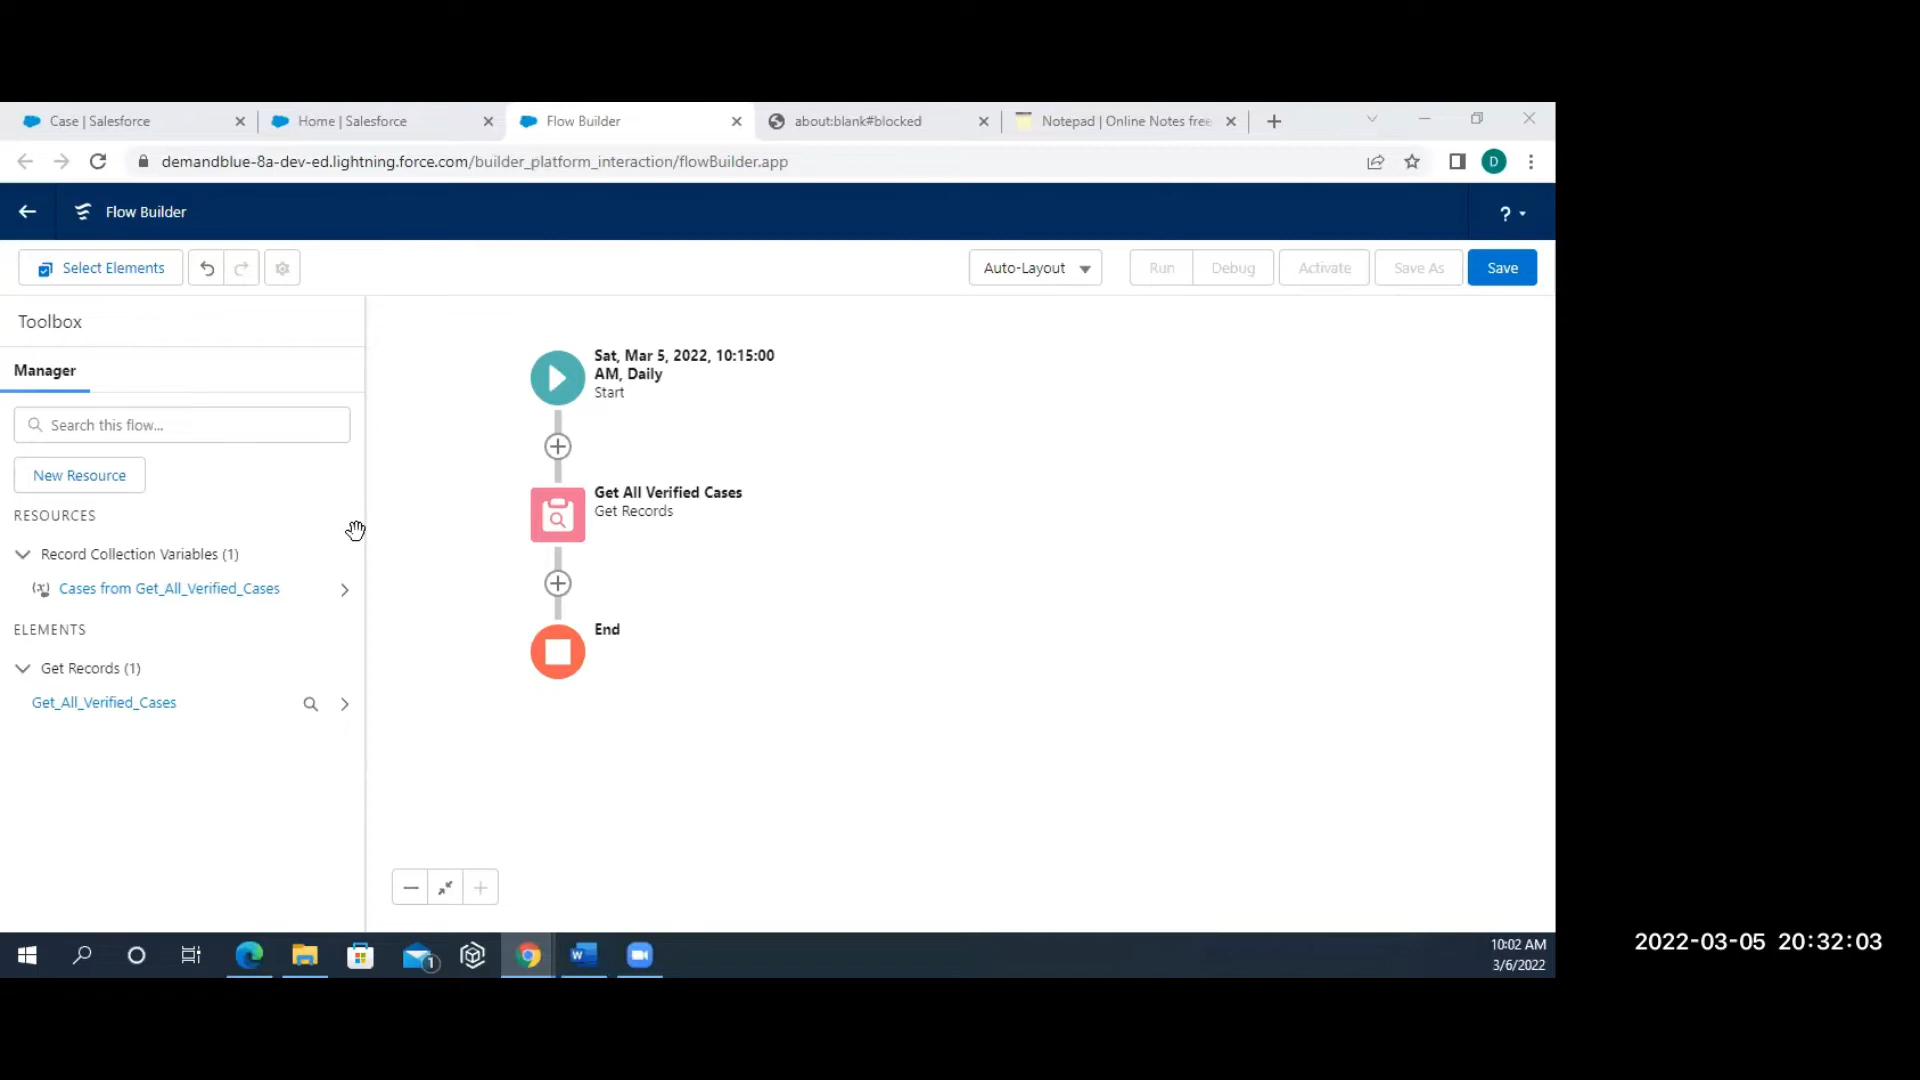 Case | Salesforce
Home | Salesforce
Flow Builder
about:blank#blocked
Notepad | Online Notes free
demandblue-8a-dev-ed.lightning.force.com/builder_platform_interaction/flowBuilder.app
D
Flow Builder
?
Select Elements
Auto-Layout
Run
Debug
Activate
Save As
Save
Toolbox
Manager
Search this flow...
New Resource
RESOURCES
Record Collection Variables (1)
Cases from Get_All_Verified_Cases
ELEMENTS
Get Records (1)
Get_All_Verified_Cases
Sat, Mar 5, 2022, 10:15:00
AM, Daily
Start
Get All Verified Cases
Get Records
End
1
10:02 AM
3/6/2022
2022-03-05 20:32:03